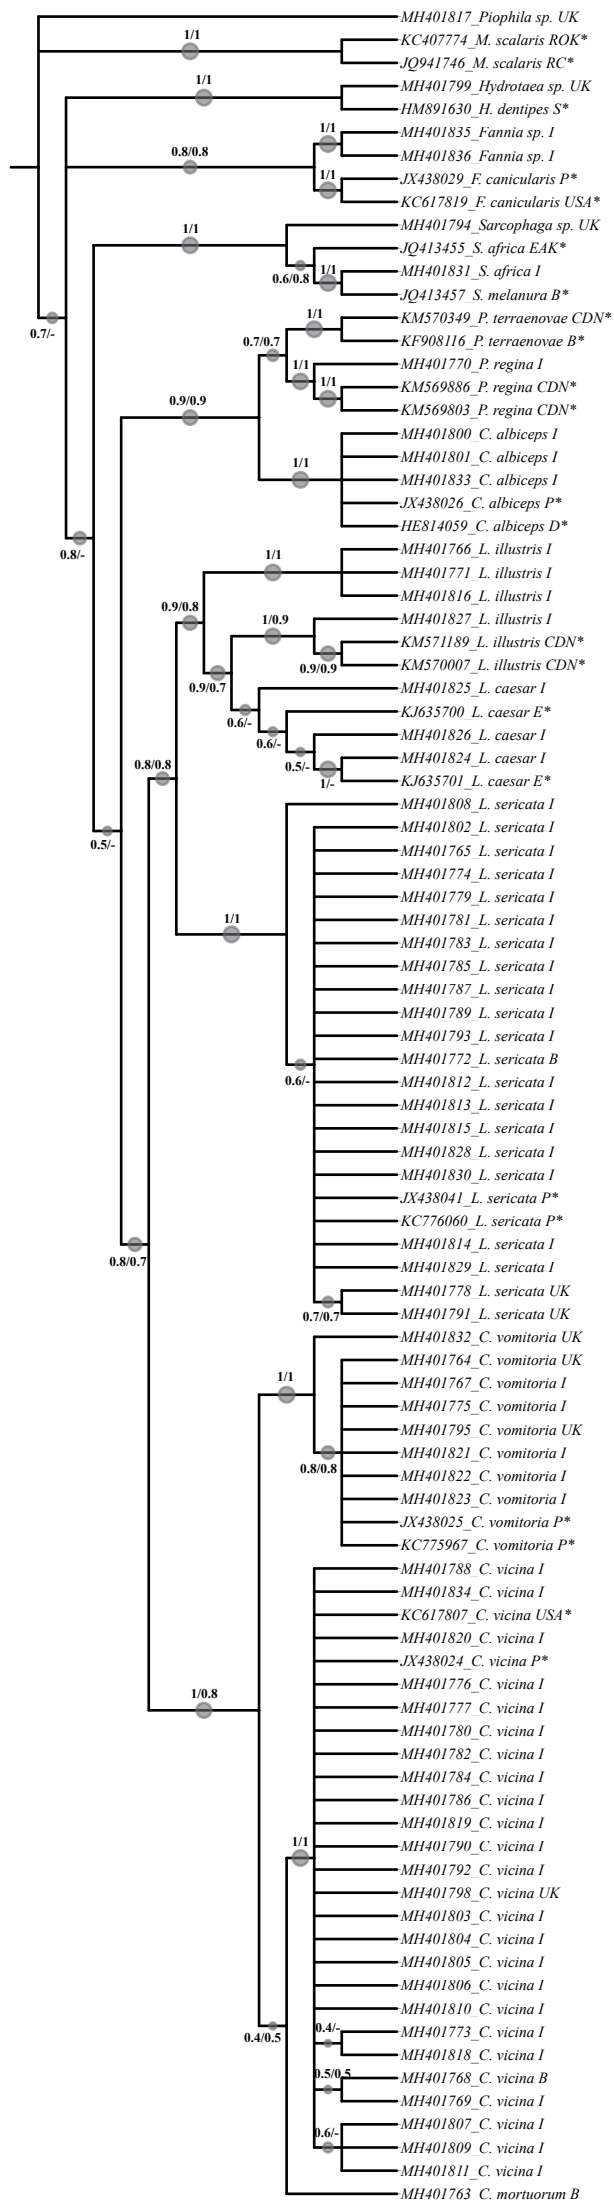 MH401817_Piophila sp. UK
1/1
KC407774_M. scalaris ROK*
JQ941746_M. scalaris RC*
1/1
MH401799_Hydrotaea sp. UK
HM891630_H. dentipes S*
0.8/0.8
1/1
MH401835_Fannia sp. I
MH401836_Fannia sp. I
1/1
JX438029_F. canicularis P*
KC617819_F. canicularis USA*
1/1
MH401794_Sarcophaga sp. UK
JQ413455_S. africa EAK*
0.6/0.8
1/1
MH401831_S. africa I
JQ413457_S. melanura B*
0.7/-
0.7/0.7
1/1
KM570349_P. terraenovae CDN*
KF908116_P. terraenovae B*
1/1
MH401770_P. regina I
1/1
KM569886_P. regina CDN*
KM569803_P. regina CDN*
0.9/0.9
MH401800_C. albiceps I
MH401801_C. albiceps I
1/1
MH401833_C. albiceps I
JX438026_C. albiceps P*
HE814059_C. albiceps D*
0.8/-
1/1
MH401766_L. illustris I
MH401771_L. illustris I
MH401816_L. illustris I
0.9/0.8
1/0.9
MH401827_L. illustris I
KM571189_L. illustris CDN*
0.9/0.9
KM570007_L. illustris CDN*
0.9/0.7
MH401825_L. caesar I
0.6/-
KJ635700_L. caesar E*
0.6/-
MH401826_L. caesar I
0.5/-
MH401824_L. caesar I
1/-
KJ635701_L. caesar E*
0.8/0.8
MH401808_L. sericata I
MH401802_L. sericata I
0.5/-
MH401765_L. sericata I
MH401774_L. sericata I
MH401779_L. sericata I
MH401781_L. sericata I
1/1
MH401783_L. sericata I
MH401785_L. sericata I
MH401787_L. sericata I
MH401789_L. sericata I
MH401793_L. sericata I
MH401772_L. sericata B
0.6/-
MH401812_L. sericata I
MH401813_L. sericata I
MH401815_L. sericata I
MH401828_L. sericata I
MH401830_L. sericata I
JX438041_L. sericata P*
KC776060_L. sericata P*
MH401814_L. sericata I
0.8/0.7
MH401829_L. sericata I
MH401778_L. sericata UK
0.7/0.7
MH401791_L. sericata UK
MH401832_C. vomitoria UK
1/1
MH401764_C. vomitoria UK
MH401767_C. vomitoria I
MH401775_C. vomitoria I
MH401795_C. vomitoria UK
0.8/0.8
MH401821_C. vomitoria I
MH401822_C. vomitoria I
MH401823_C. vomitoria I
JX438025_C. vomitoria P*
KC775967_C. vomitoria P*
MH401788_C. vicina I
MH401834_C. vicina I
KC617807_C. vicina USA*
MH401820_C. vicina I
JX438024_C. vicina P*
MH401776_C. vicina I
1/0.8
MH401777_C. vicina I
MH401780_C. vicina I
MH401782_C. vicina I
MH401784_C. vicina I
MH401786_C. vicina I
MH401819_C. vicina I
1/1
MH401790_C. vicina I
MH401792_C. vicina I
MH401798_C. vicina UK
MH401803_C. vicina I
MH401804_C. vicina I
MH401805_C. vicina I
MH401806_C. vicina I
MH401810_C. vicina I
0.4/0.5
0.4/-
MH401773_C. vicina I
MH401818_C. vicina I
0.5/0.5
MH401768_C. vicina B
MH401769_C. vicina I
0.6/-
MH401807_C. vicina I
MH401809_C. vicina I
MH401811_C. vicina I
MH401763_C. mortuorum B